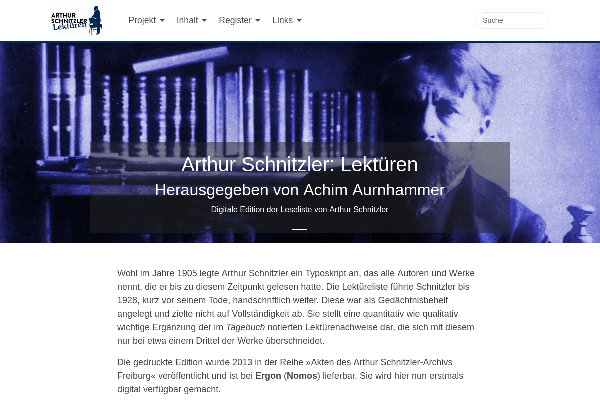 ARTHUR
SCHNITZLER
Lektüren
Projekt Inhalt Register Links
Suche
Arthur Schnitzler: Lektüren
Herausgegeben von Achim Aurnhammer
Digitale Edition der Leseliste von Arthur Schnitzler
Wohl im Jahre 1905 legte Arthur Schnitzler ein Typoskript an, das alle Autoren und Werke
nennt, die er bis zu diesem Zeitpunkt gelesen hatte. Die Lektüreliste führte Schnitzler bis
1928, kurz vor seinem Tode, handschriftlich weiter. Diese war als Gedächtnisbehelf
angelegt und zielte nicht auf Vollständigkeit ab. Sie stellt eine quantitativ wie qualitativ
wichtige Ergänzung der im Tagebuch notierten Lektürenachweise dar, die sich mit diesem
nur bei etwa einem Drittel der Werke überschneidet.
Die gedruckte Edition wurde 2013 in der Reihe »Akten des Arthur Schnitzler-Archivs
Freiburg« veröffentlicht und ist bei Ergon (Nomos) lieferbar. Sie wird hier nun erstmals
digital verfügbar gemacht.